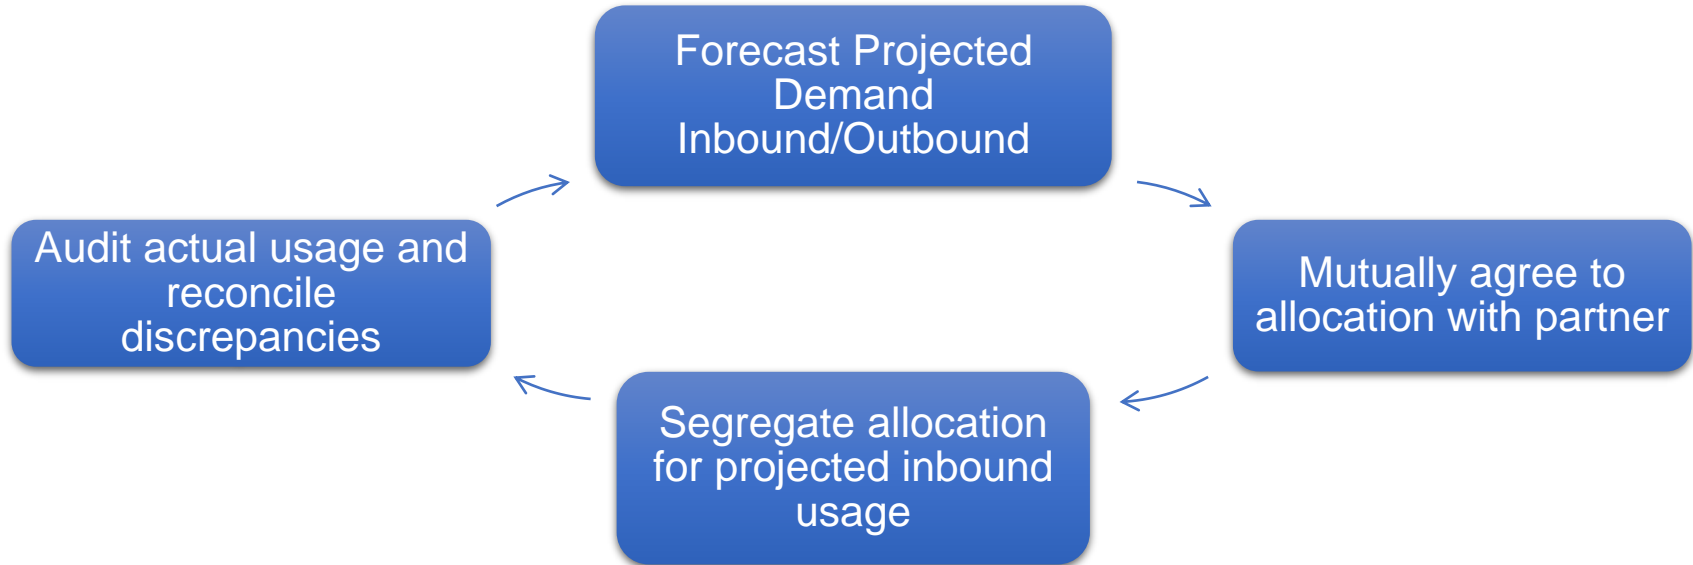 Forecast Projected
Demand
Inbound/Outbound
Mutually agree to
allocation with partner
Segregate allocation
for projected inbound
usage
Audit actual usage and
reconcile
discrepancies